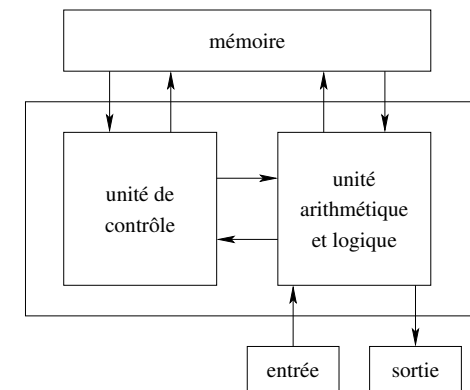 mémoire
unité de
contrôle
unité
arithmétique
et logique
entrée
sortie